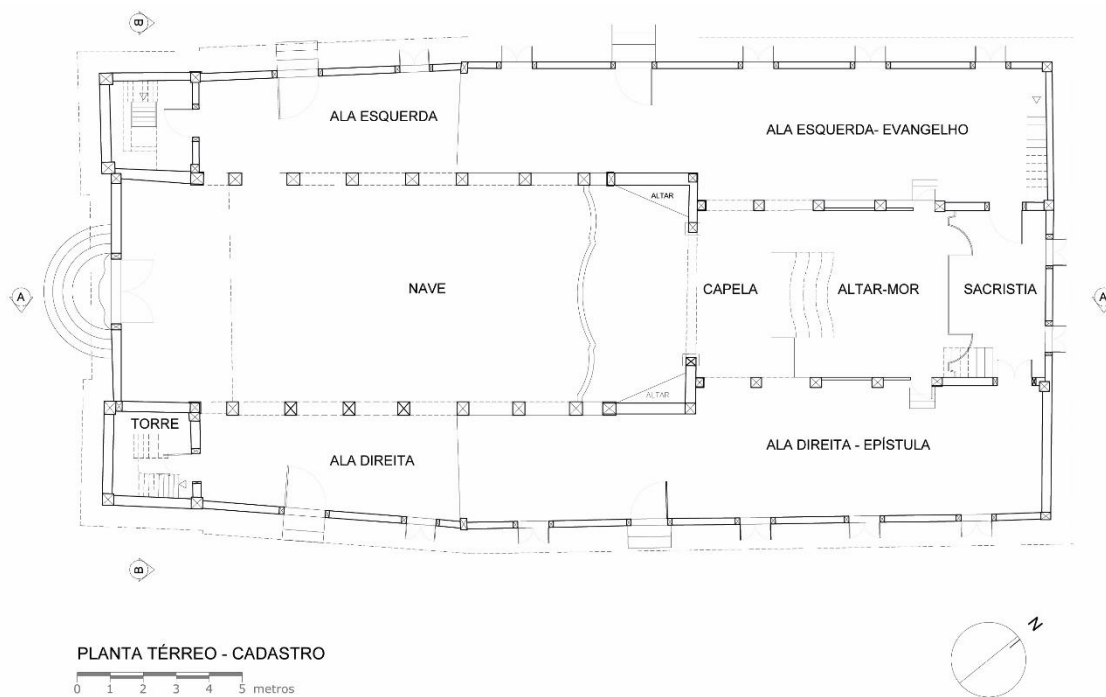 B
ALA ESQUERDA
ALA ESQUERDA- EVANGELHO
ALTAR
A
NAVE
CAPELA
ALTAR-MOR
SACRISTIA
A
ALTAR
TORRE
ALA DIREITA
ALA DIREITA - EPÍSTULA
B
N
PLANTA TÉRREO - CADASTRO
0 1 2 3 4 5 metros